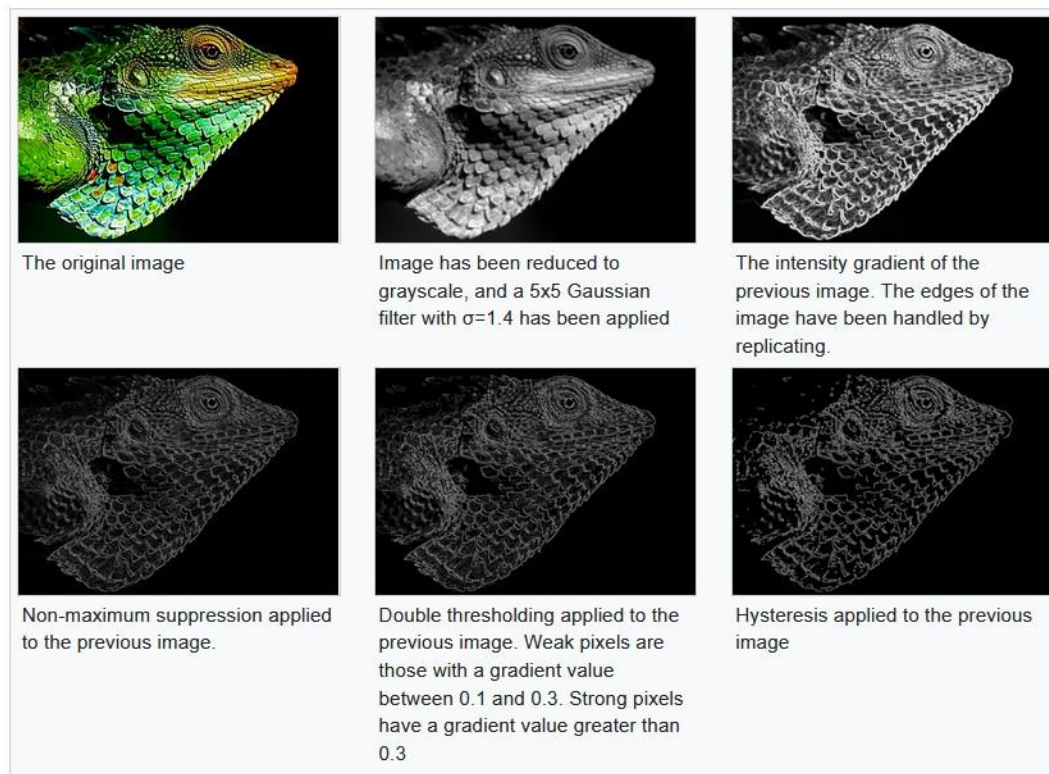 The original image
Image has been reduced to
grayscale, and a 5x5 Gaussian
filter with σ=1.4 has been applied
The intensity gradient of the
previous image. The edges of the
image have been handled by
replicating.
Non-maximum suppression applied
to the previous image.
Double thresholding applied to the
previous image. Weak pixels are
those with a gradient value
between 0.1 and 0.3. Strong pixels
have a gradient value greater than
0.3
Hysteresis applied to the previous
image